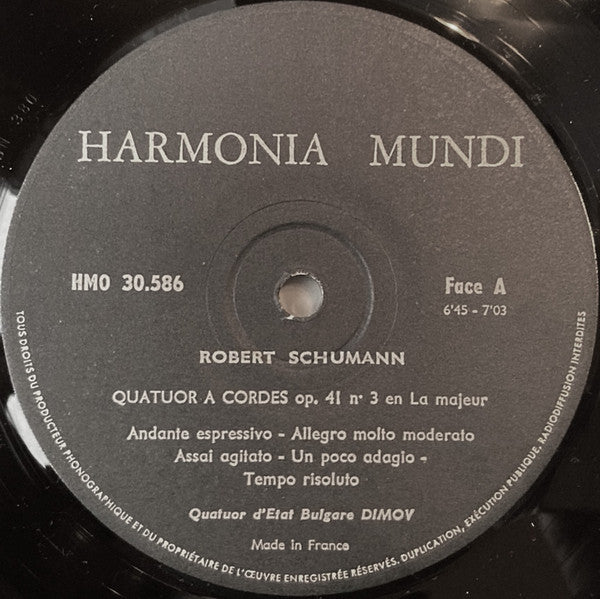 HARMONIA MUNDI
HMO 30.586
Face A
6'45 - 7'03
ROBERT SCHUMANN
QUATUOR A CORDES op. 41 n° 3 en La majeur
Andante espressivo - Allegro molto moderato
Assai agitato - Un poco adagio -
Tempo risoluto
Quatuor d'Etat Bulgare DIMOV
Made in France
TOUS DROITS DU PRODUCTEUR PHONOGRAPHIQUE ET DU PROPRIÉTAIRE DE L'ŒUVRE ENREGISTRÉE RÉSERVÉS. DUPLICATION, EXÉCUTION PUBLIQUE, RADIODIFFUSION INTERDITES